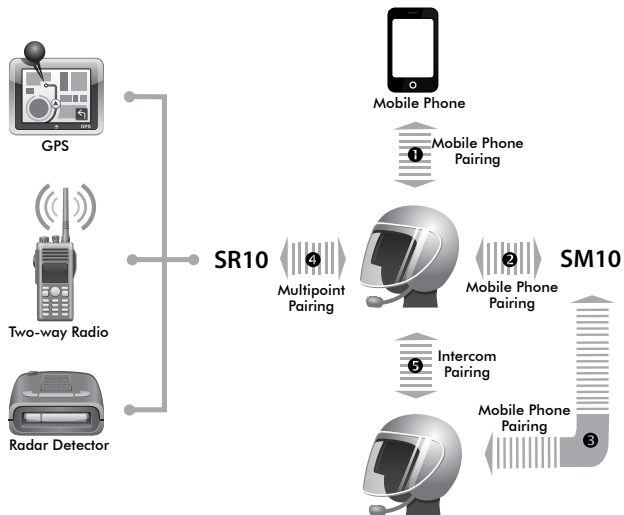 GPS
GPS
Two-way Radio
Radar Detector
SR10
❹
Multipoint
Pairing
Mobile Phone
❶
Mobile Phone
Pairing
❷
Mobile Phone
Pairing
SM10
❺
Intercom
Pairing
Mobile Phone
Pairing
❸